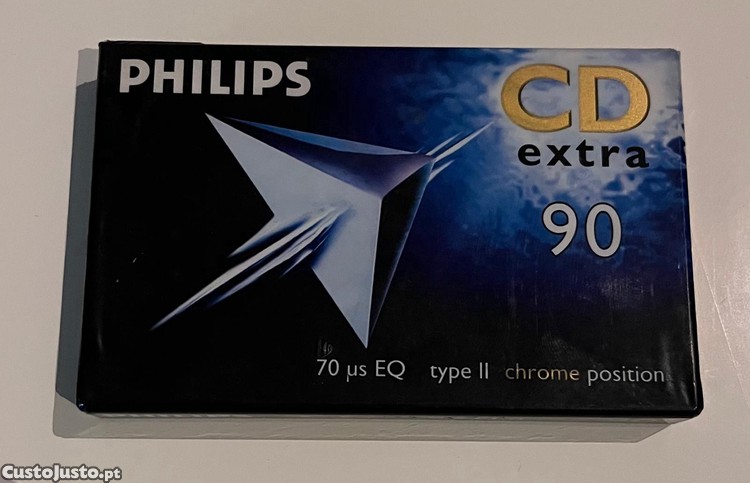 PHILIPS
CD
extra
90
70 µs EQ type II chrome position
CustoJusto.pt